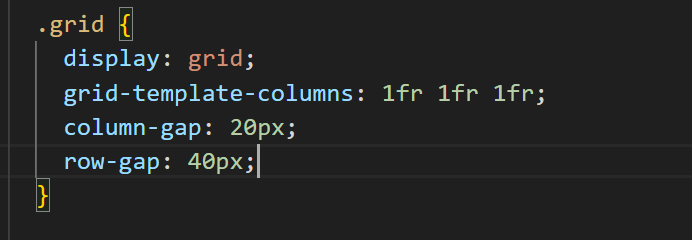 .grid {
  display: grid;
  grid-template-columns: 1fr 1fr 1fr;
  column-gap: 20px;
  row-gap: 40px;
}